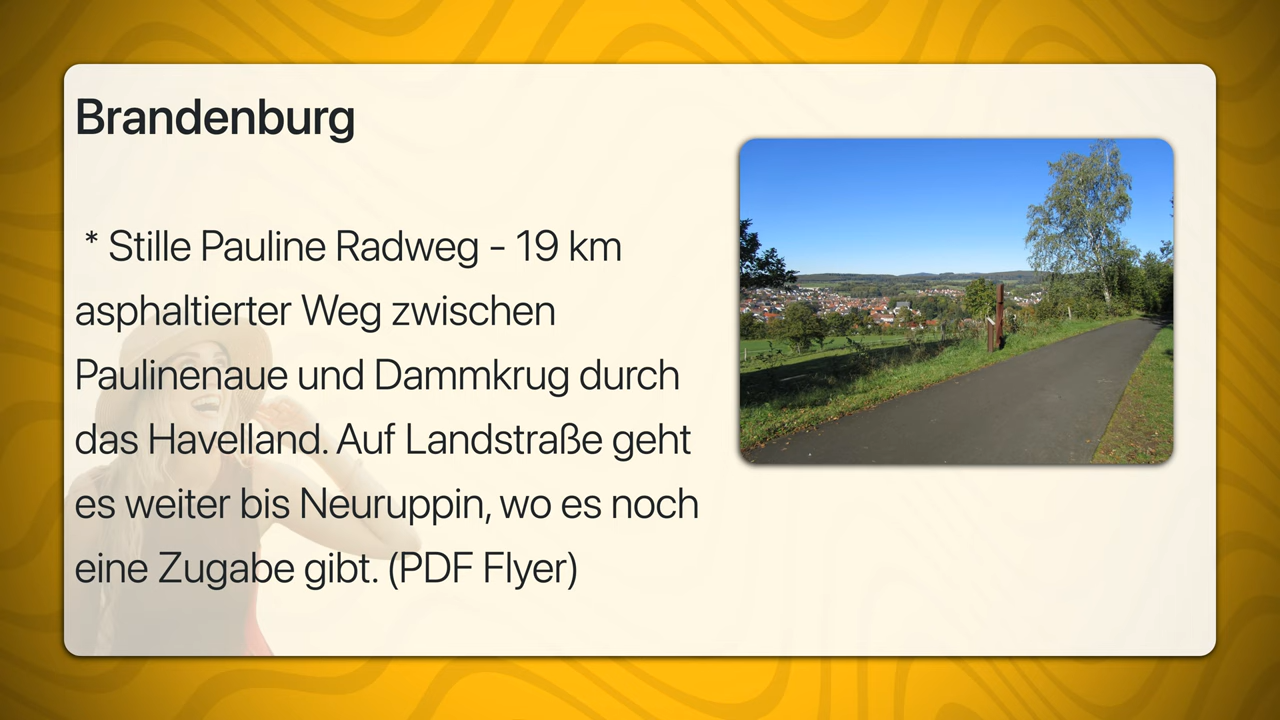 Brandenburg
* Stille Pauline Radweg - 19 km
asphaltierter Weg zwischen
Paulinenaue und Dammkrug durch
das Havelland. Auf Landstraße geht
es weiter bis Neuruppin, wo es noch
eine Zugabe gibt. (PDF Flyer)